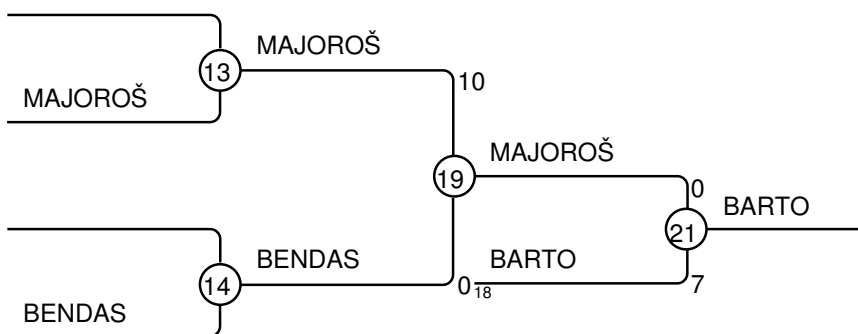 MAJOROŠ
13
MAJOROŠ
10
MAJOROŠ
19
0
BARTO
21
BENDAS
BARTO
14
0
18
7
BENDAS